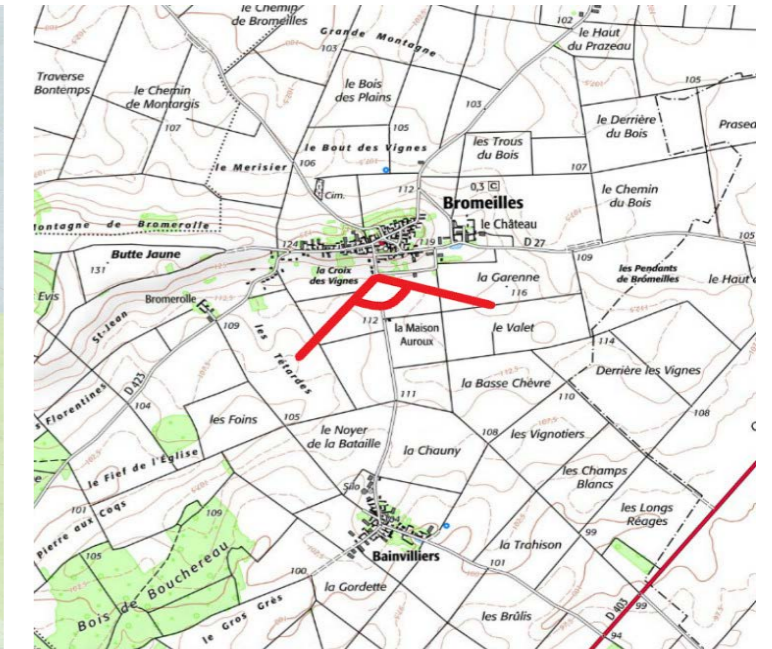 le Chemin
de Bromeilles
Grande Montagne
103
102
le Haut
du Prazeau
Traverse
Bontemps
le Chemin
de Montargis
107
le Bois
des Plains
105
103
105
le Derrière
du Bois
Prased
le Bout des Vignes
les Trous
du Bois
107
le Merisier
106
Cim.
112
0,3 C
Bromeilles
le Château
le Chemin
du Bois
ontagne de Bromerolle
124
119
D 27
105
Butte Jaune
131
la Croix
des Vignes
la Garenne
116
109
les Pendants
de Bromeilles
le Haut d
Evis
St-Jean
Bromerolle
109
les Tétardes
112
la Maison
Auroux
le Valet
114
Derrière les Vignes
D 423
s Florentines
104
la Basse Chèvre
110
108
les Foins
105
le Noyer
de la Bataille
111
la Chauny
108
les Vignotiers
le Fief de l'Église
101
Pierre aux Coqs
Silo
les Champs
Blancs
109
105
les Longs
Réages
99
Bois de Bouchereau
Bainvilliers
la Trahison
101
100
la Gordette
le Gros Grès
les Brûlis
D 403
99
94